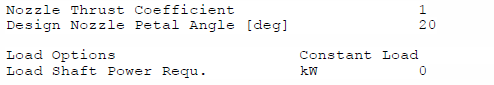 Nozzle Thrust Coefficient 1
Design Nozzle Petal Angle [deg] 20
Load Options Constant Load
Load Shaft Power Requ. kW 0